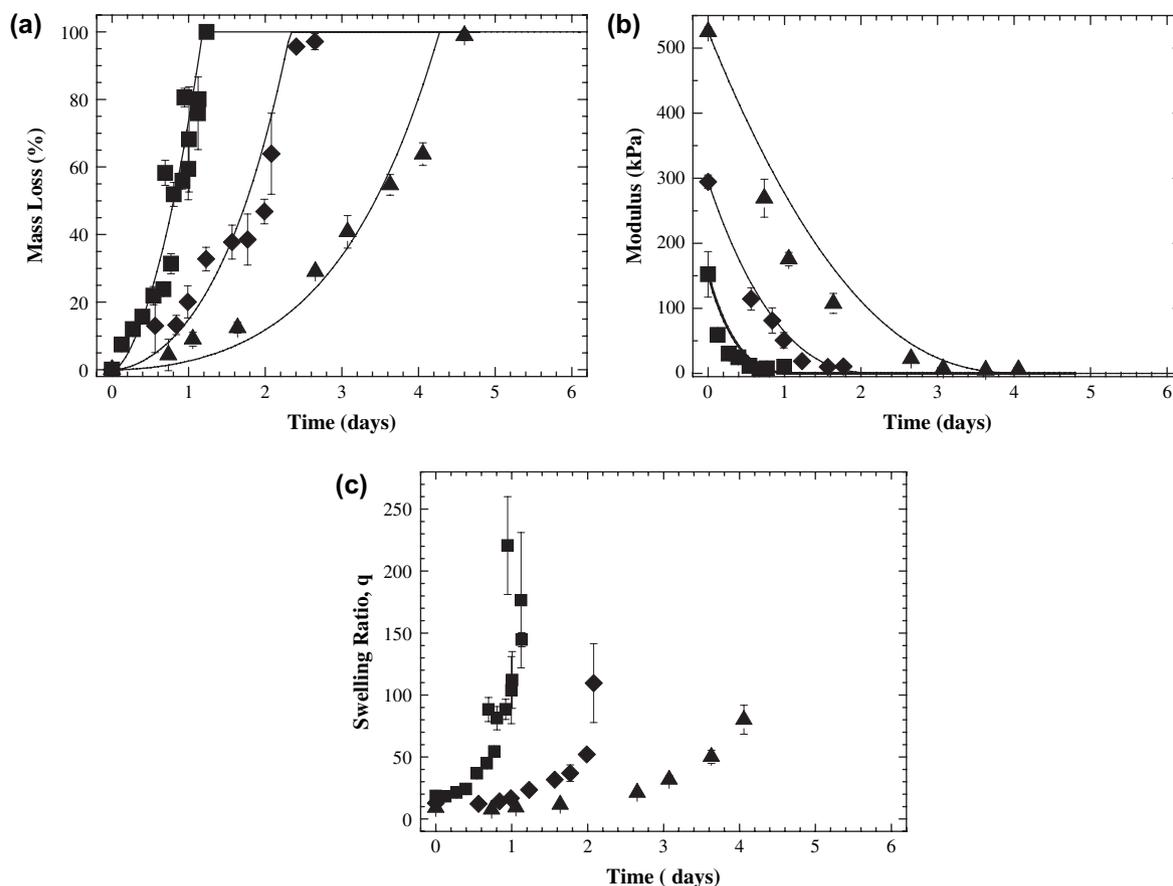 (a)
100
80
60
40
20
0
Mass Loss (%)
0 1 2 3 4 5 6
Time (days)
(b)
500
400
300
200
100
0
Modulus (kPa)
0 1 2 3 4 5 6
Time (days)
(c)
250
200
150
100
50
0
Swelling Ratio, q
0 1 2 3 4 5 6
Time ( days)